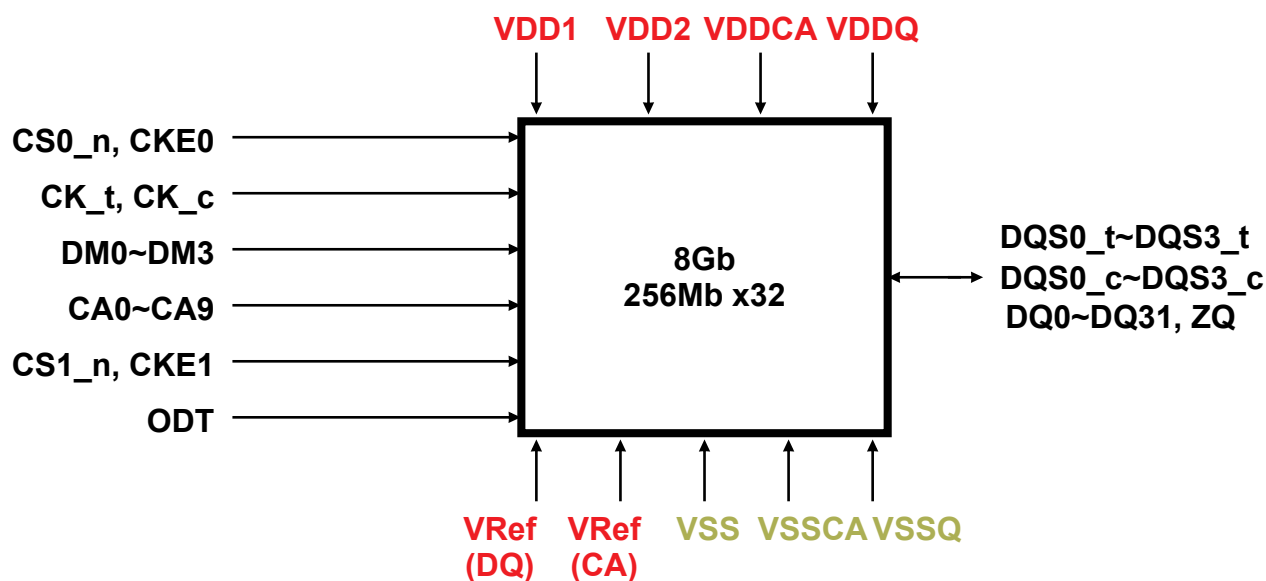 VDD1 VDD2 VDDCA VDDQ
CS0_n, CKE0
CK_t, CK_c
DM0~DM3
CA0~CA9
CS1_n, CKE1
ODT
8Gb
256Mb x32
DQS0_t~DQS3_t
DQS0_c~DQS3_c
DQ0~DQ31, ZQ
VRef VRef VSS VSSCA VSSQ
(DQ) (CA)